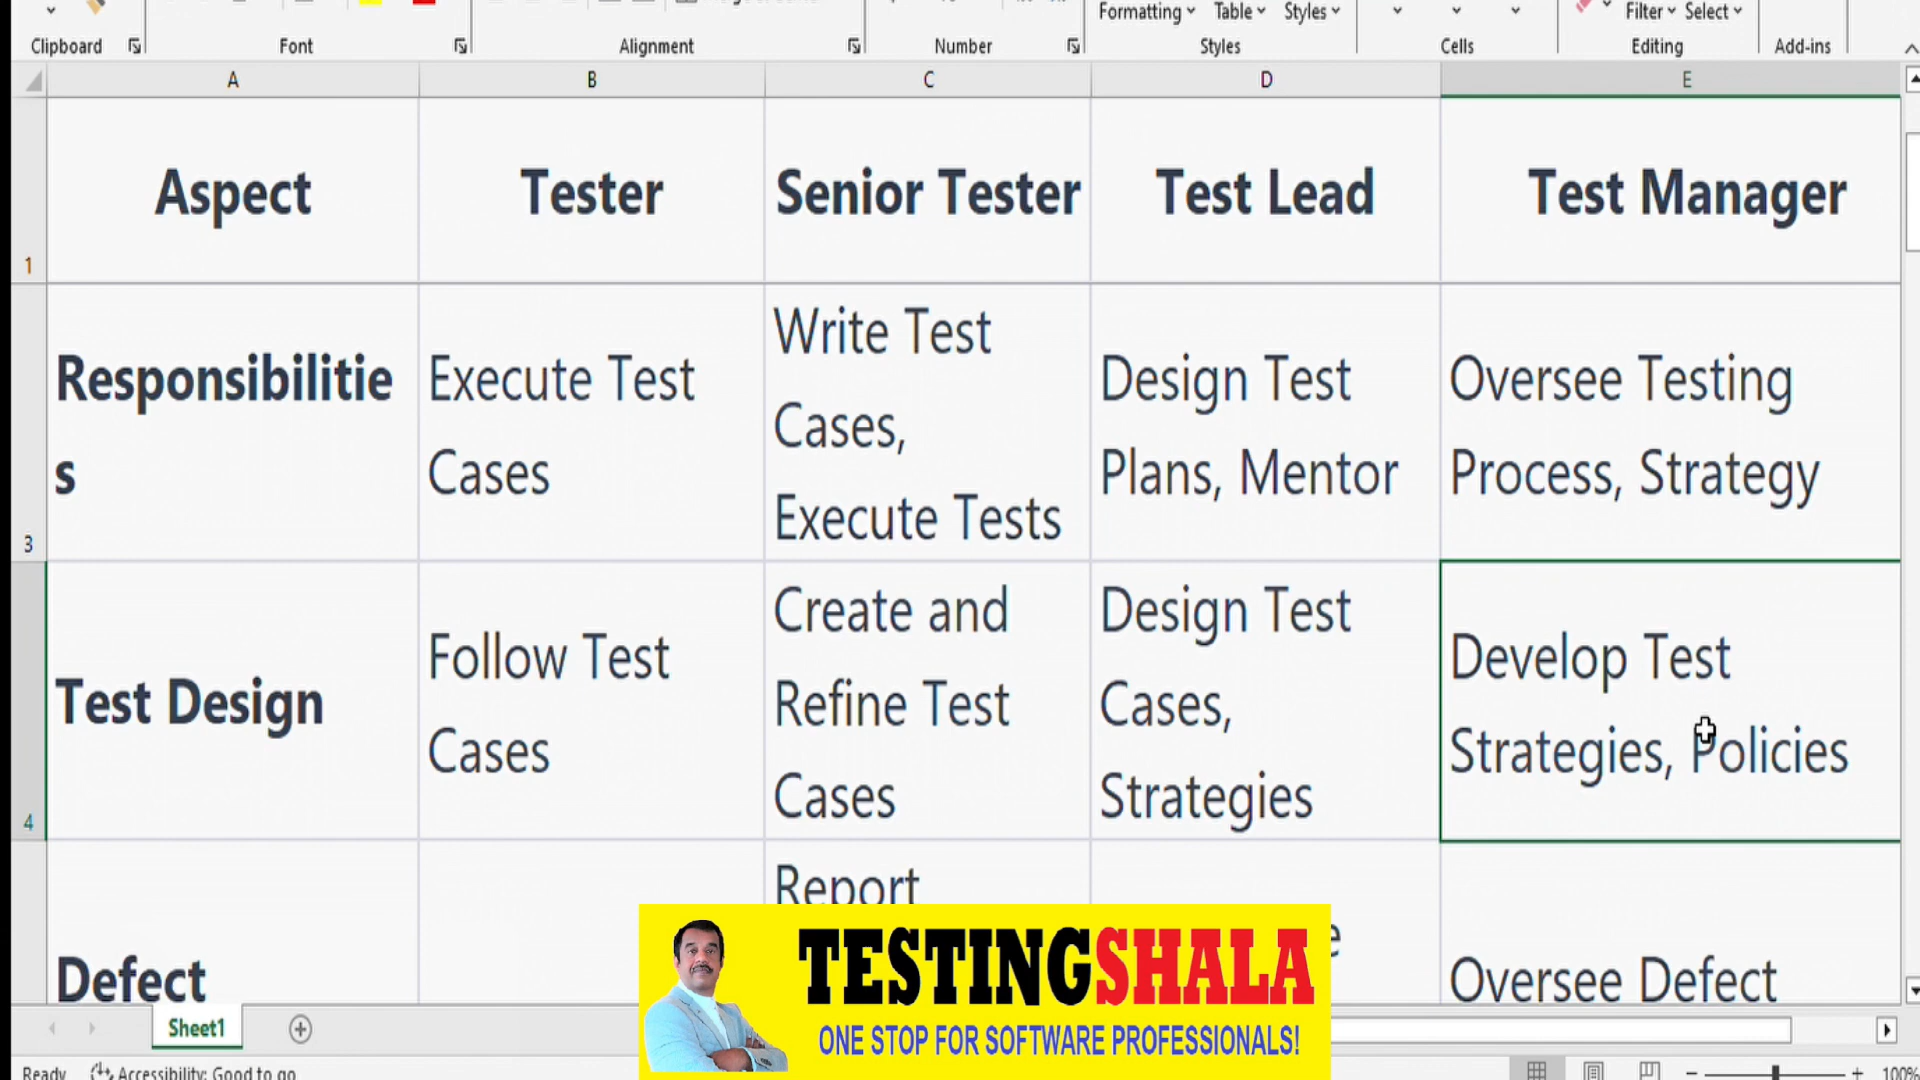 Formatting Table Styles Filter Select
Clipboard Font Alignment Number Styles Cells Editing Add-ins
A B C D E
Aspect Tester Senior Tester Test Lead Test Manager
1
Responsibilitie
s
Execute Test
Cases
Write Test
Cases,
Execute Tests
Design Test
Plans, Mentor
Oversee Testing
Process, Strategy
3
Test Design
Follow Test
Cases
Create and
Refine Test
Cases
Design Test
Cases,
Strategies
Develop Test
Strategies, Policies
4
Defect
Report
Oversee Defect
TESTINGSHALA
ONE STOP FOR SOFTWARE PROFESSIONALS!
Sheet1
Ready Accessibility: Good to go
100%